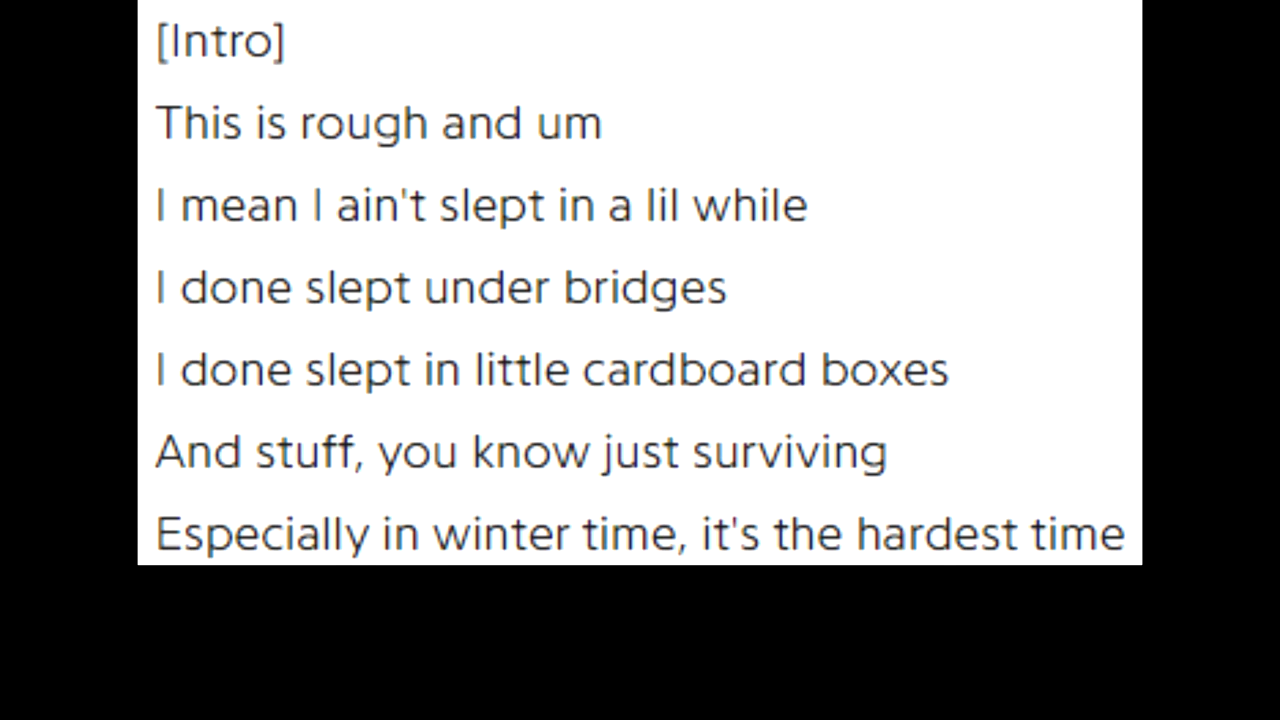 [Intro]
This is rough and um
I mean I ain't slept in a lil while
I done slept under bridges
I done slept in little cardboard boxes
And stuff, you know just surviving
Especially in winter time, it's the hardest time